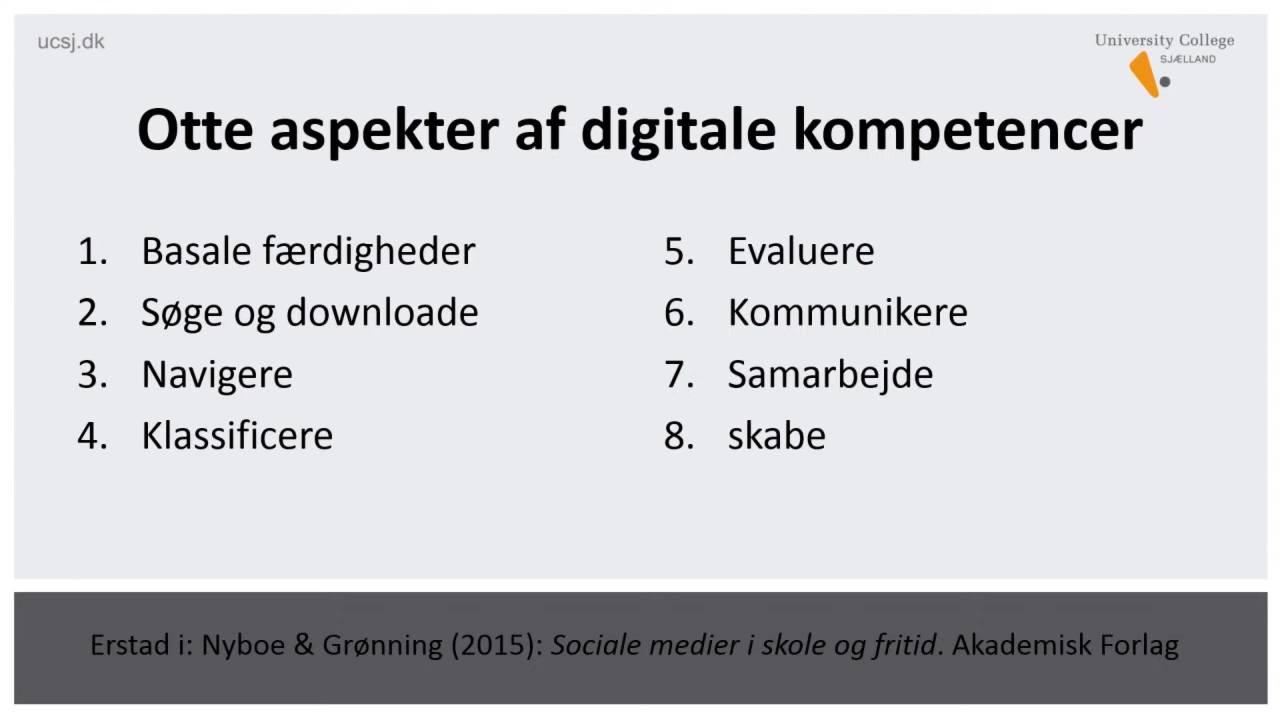 ucsj.dk
University College
SJÆLLAND
Otte aspekter af digitale kompetencer
1. Basale færdigheder
2. Søge og downloade
3. Navigere
4. Klassificere
5. Evaluere
6. Kommunikere
7. Samarbejde
8. skabe
Erstad i: Nyboe & Grønning (2015): Sociale medier i skole og fritid. Akademisk Forlag